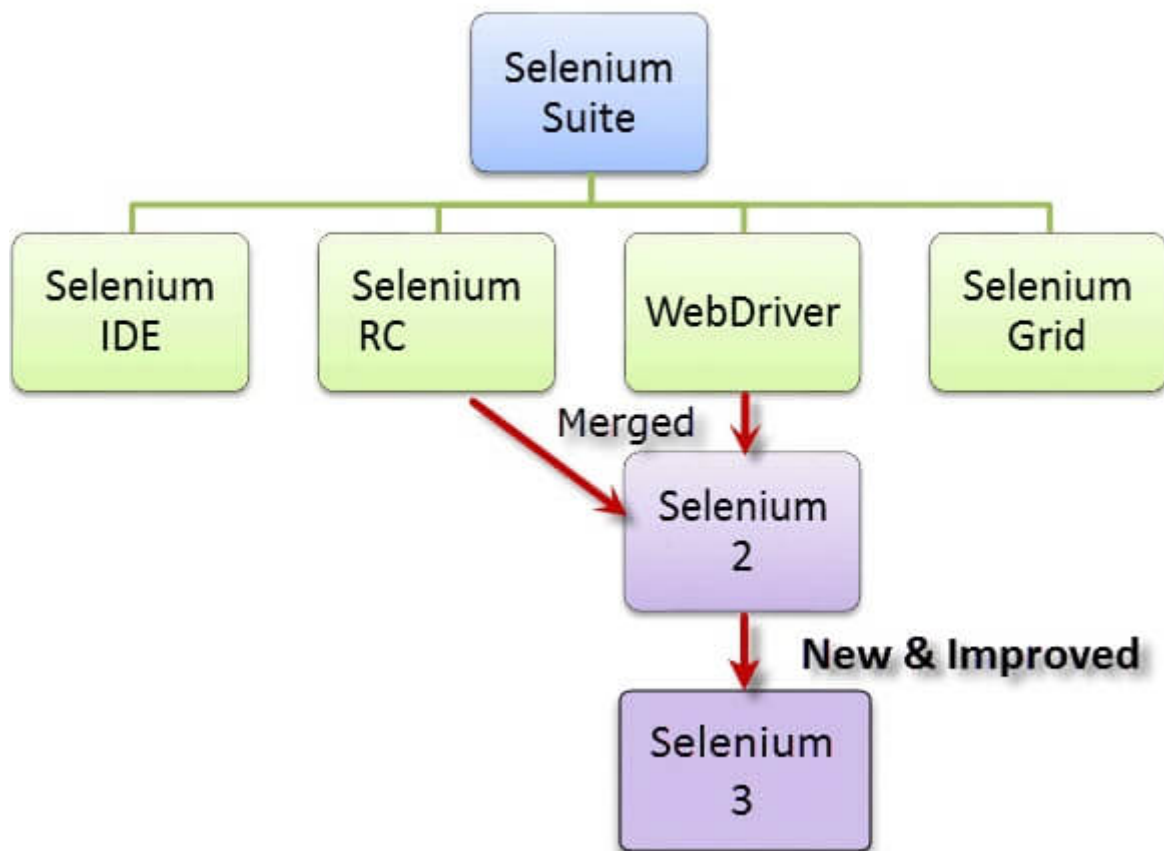 Selenium
Suite
Selenium
IDE
Selenium
RC
WebDriver
Selenium
Grid
Merged
Selenium
2
New & Improved
Selenium
3